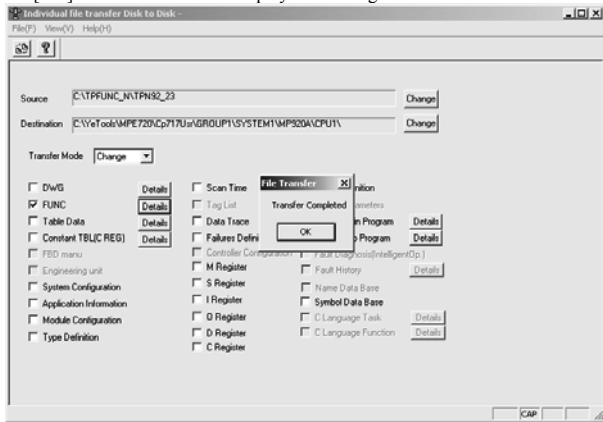 Individual file transfer Disk to Disk -
File(F) View(V) Help(H)
Source C:\TPFUNC_N\TPN92_23 Change
Destination C:\YeTools\MPE720\Cp717Usr\GROUP1\SYSTEM1\MP920A\CPU1\ Change
Transfer Mode Change
DWG Details
FUNC Details
Table Data Details
Constant TBL(C REG) Details
FBD manu
Engineering unit
System Configuration
Application Information
Module Configuration
Type Definition
Scan Time
Tag List
Data Trace
Failures Defini
Controller Configuration
M Register
S Register
I Register
O Register
D Register
C Register
File Transfer
Transfer Completed
OK
nition
ameters
in Program Details
Program Details
Fault Diagnosis(IntelligentOp.)
Fault History Details
Name Data Base
Symbol Data Base
C Language Task Details
C Language Function Details
CAP